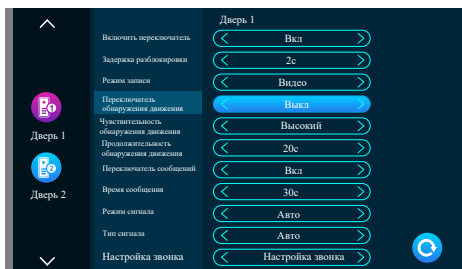 Дверь 1
Включить переключатель
Вкл
Задержка разблокировки
2с
Режим записи
Видео
Переключатель
обнаружения движения
Выкл
Чувствительность
обнаружения движения
Высокий
Продолжительность
обнаружения движения
20с
Переключатель сообщений
Вкл
Время сообщения
30с
Режим сигнала
Авто
Тип сигнала
Авто
Настройка звонка
Настройка звонка
Дверь 1
Дверь 2